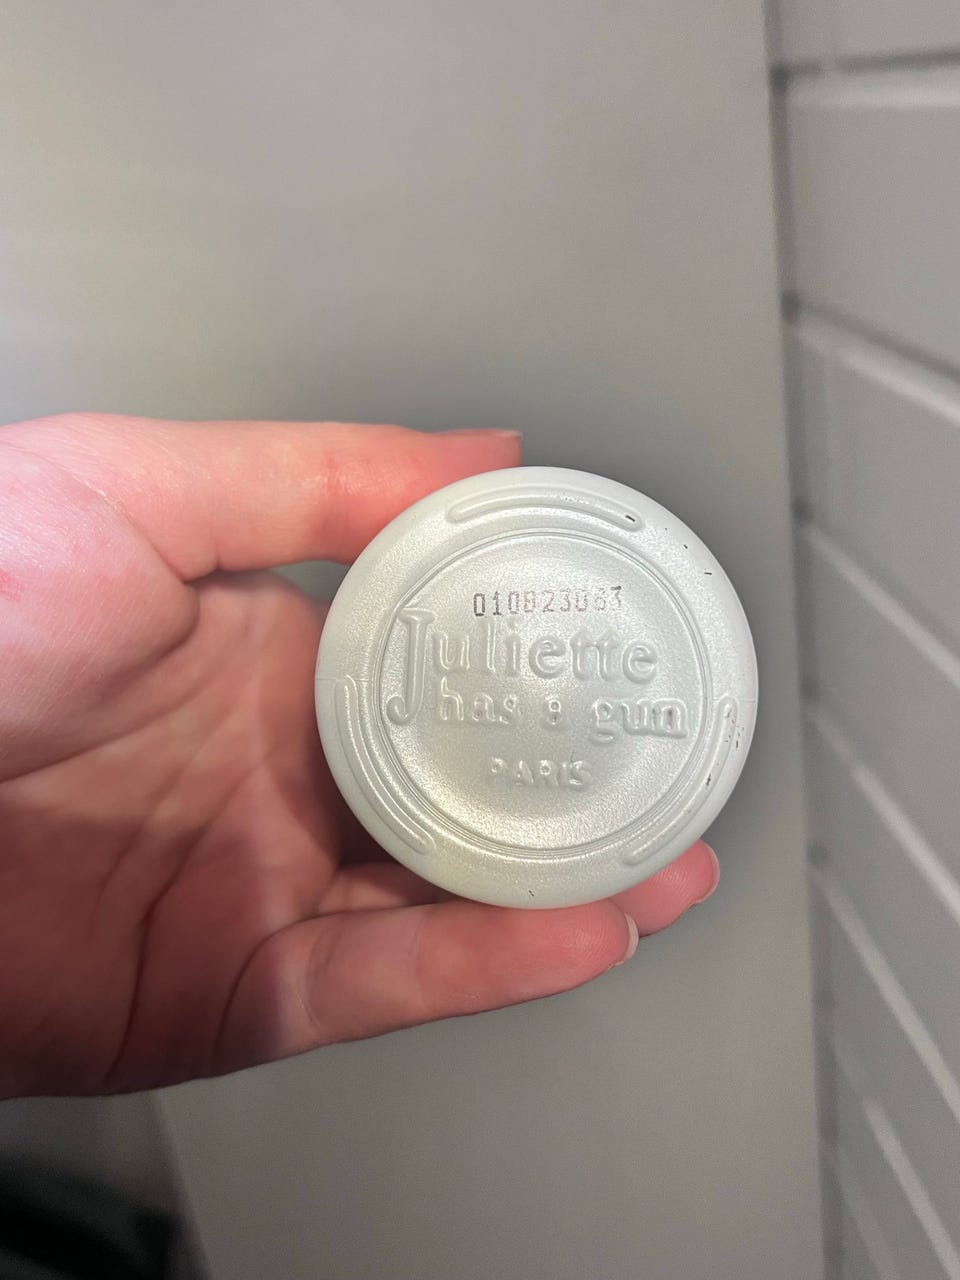 010823063
Juliette
has a gun
PARIS